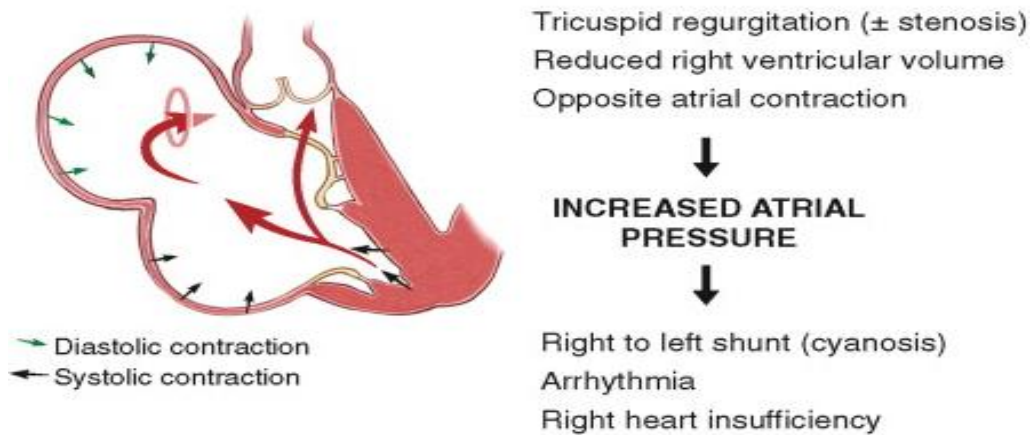 Tricuspid regurgitation (± stenosis)
Reduced right ventricular volume
Opposite atrial contraction
INCREASED ATRIAL
PRESSURE
Right to left shunt (cyanosis)
Arrhythmia
Right heart insufficiency
Diastolic contraction
Systolic contraction